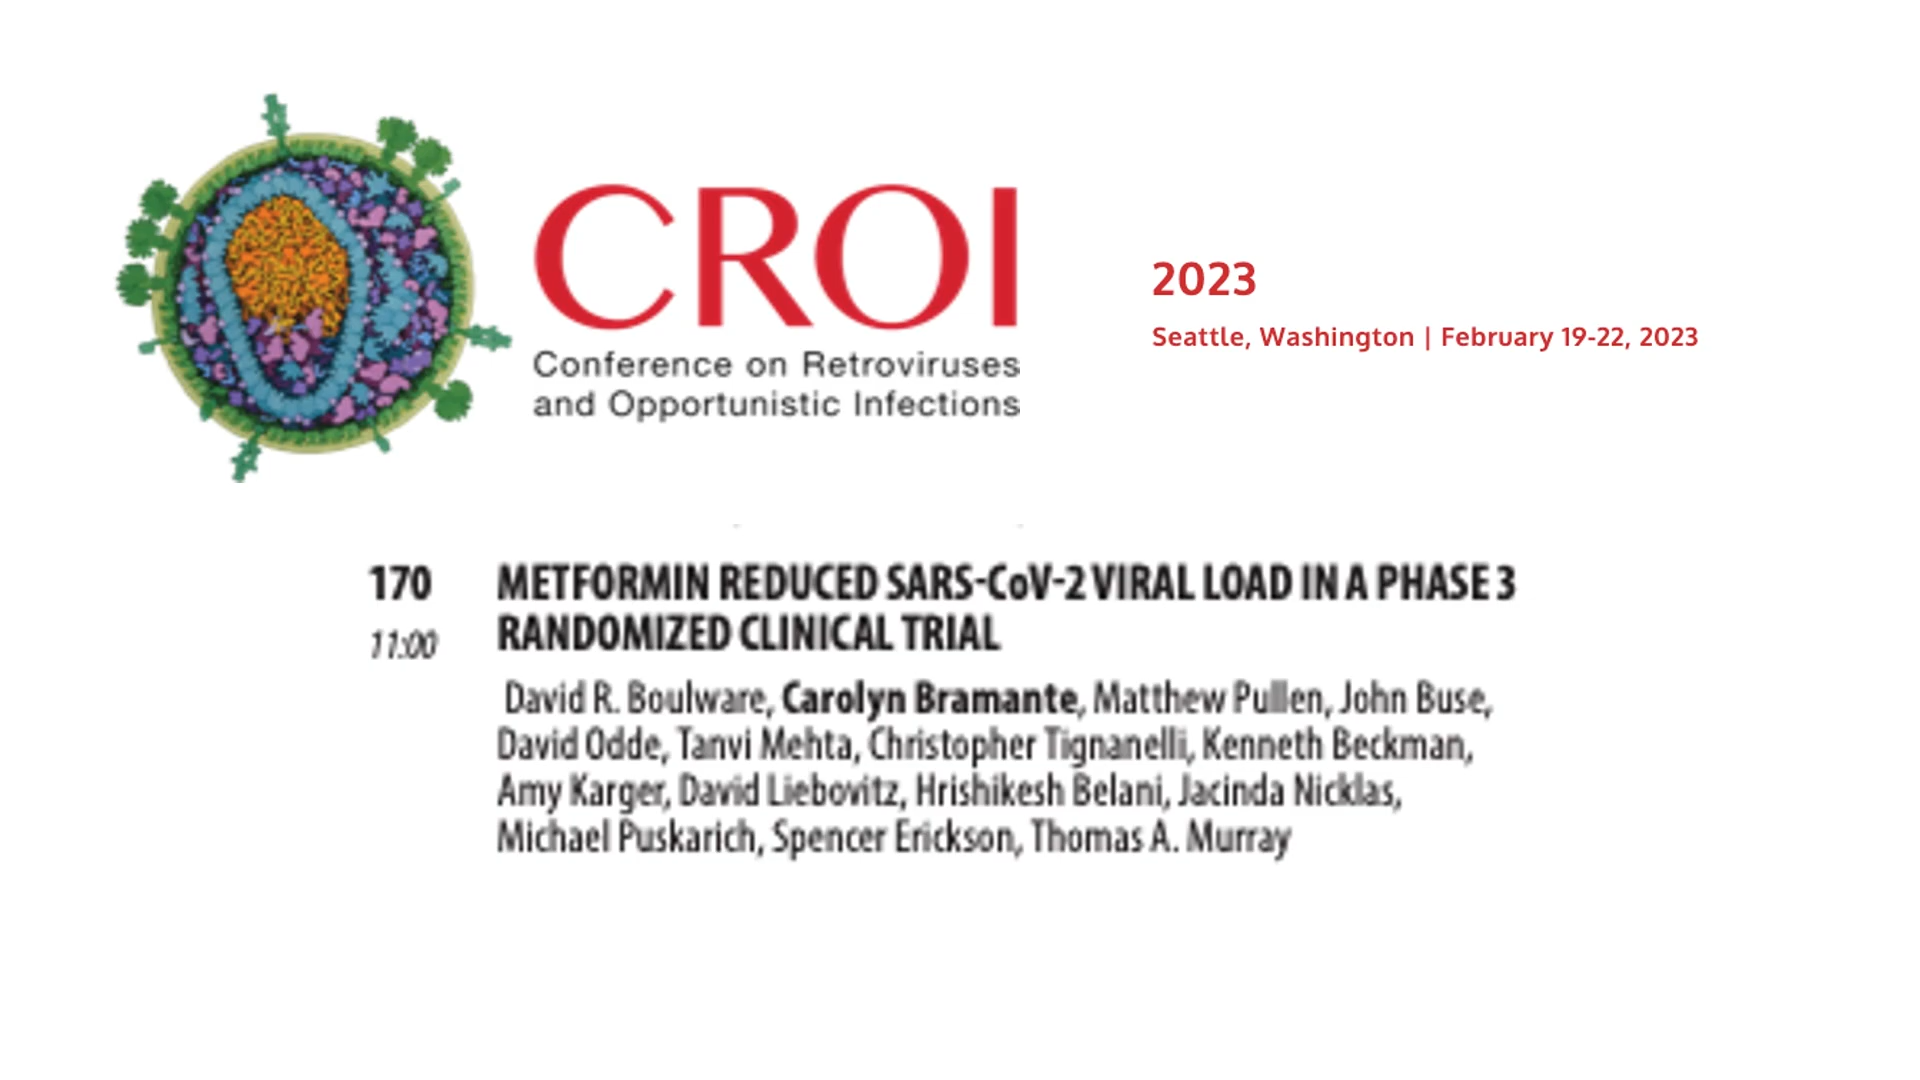 CROI
Conference on Retroviruses
and Opportunistic Infections
2023
Seattle, Washington | February 19-22, 2023
170 METFORMIN REDUCED SARS-CoV-2 VIRAL LOAD IN A PHASE 3
11:00 RANDOMIZED CLINICAL TRIAL
David R. Boulware, Carolyn Bramante, Matthew Pullen, John Buse,
David Odde, Tanvi Mehta, Christopher Tignanelli, Kenneth Beckman,
Amy Karger, David Liebovitz, Hrishikesh Belani, Jacinda Nicklas,
Michael Puskarich, Spencer Erickson, Thomas A. Murray